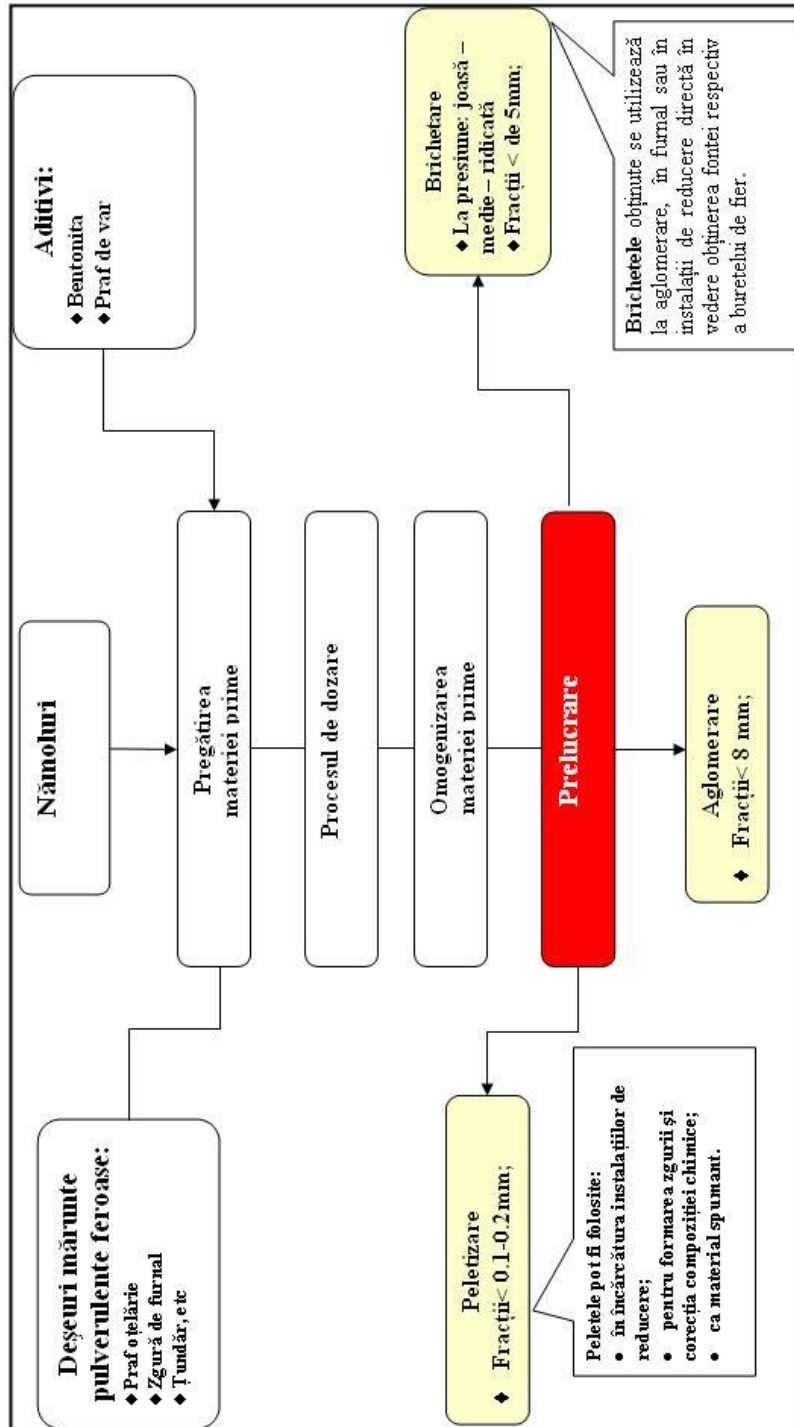 Deșeuri mărunte
pulverulente feroase:
◆ Praf oțelărie
◆ Zgură de furnal
◆ Țundăr, etc
Nămoluri
Aditivi:
◆ Bentonita
◆ Praf de var
Pregătirea
materiei prime
Procesul de dozare
Omogenizarea
materiei prime
Prelucrare
Peletizare
◆ Fracții< 0.1-0.2mm;
Aglomerare
◆ Fracții< 8 mm;
Brichetare
◆ La presiune: joasă –
medie – ridicată
◆ Fracții < de 5mm;
Peletele pot fi folosite:
● în încărcătura instalațiilor de
reducere;
● pentru formarea zgurii și
corecția compoziției chimice;
● ca material spumant.
Brichetele obținute se utilizează
la aglomerare, în furnal sau în
instalații de reducere directă în
vedere obținerea fontei respectiv
a buretelui de fier.